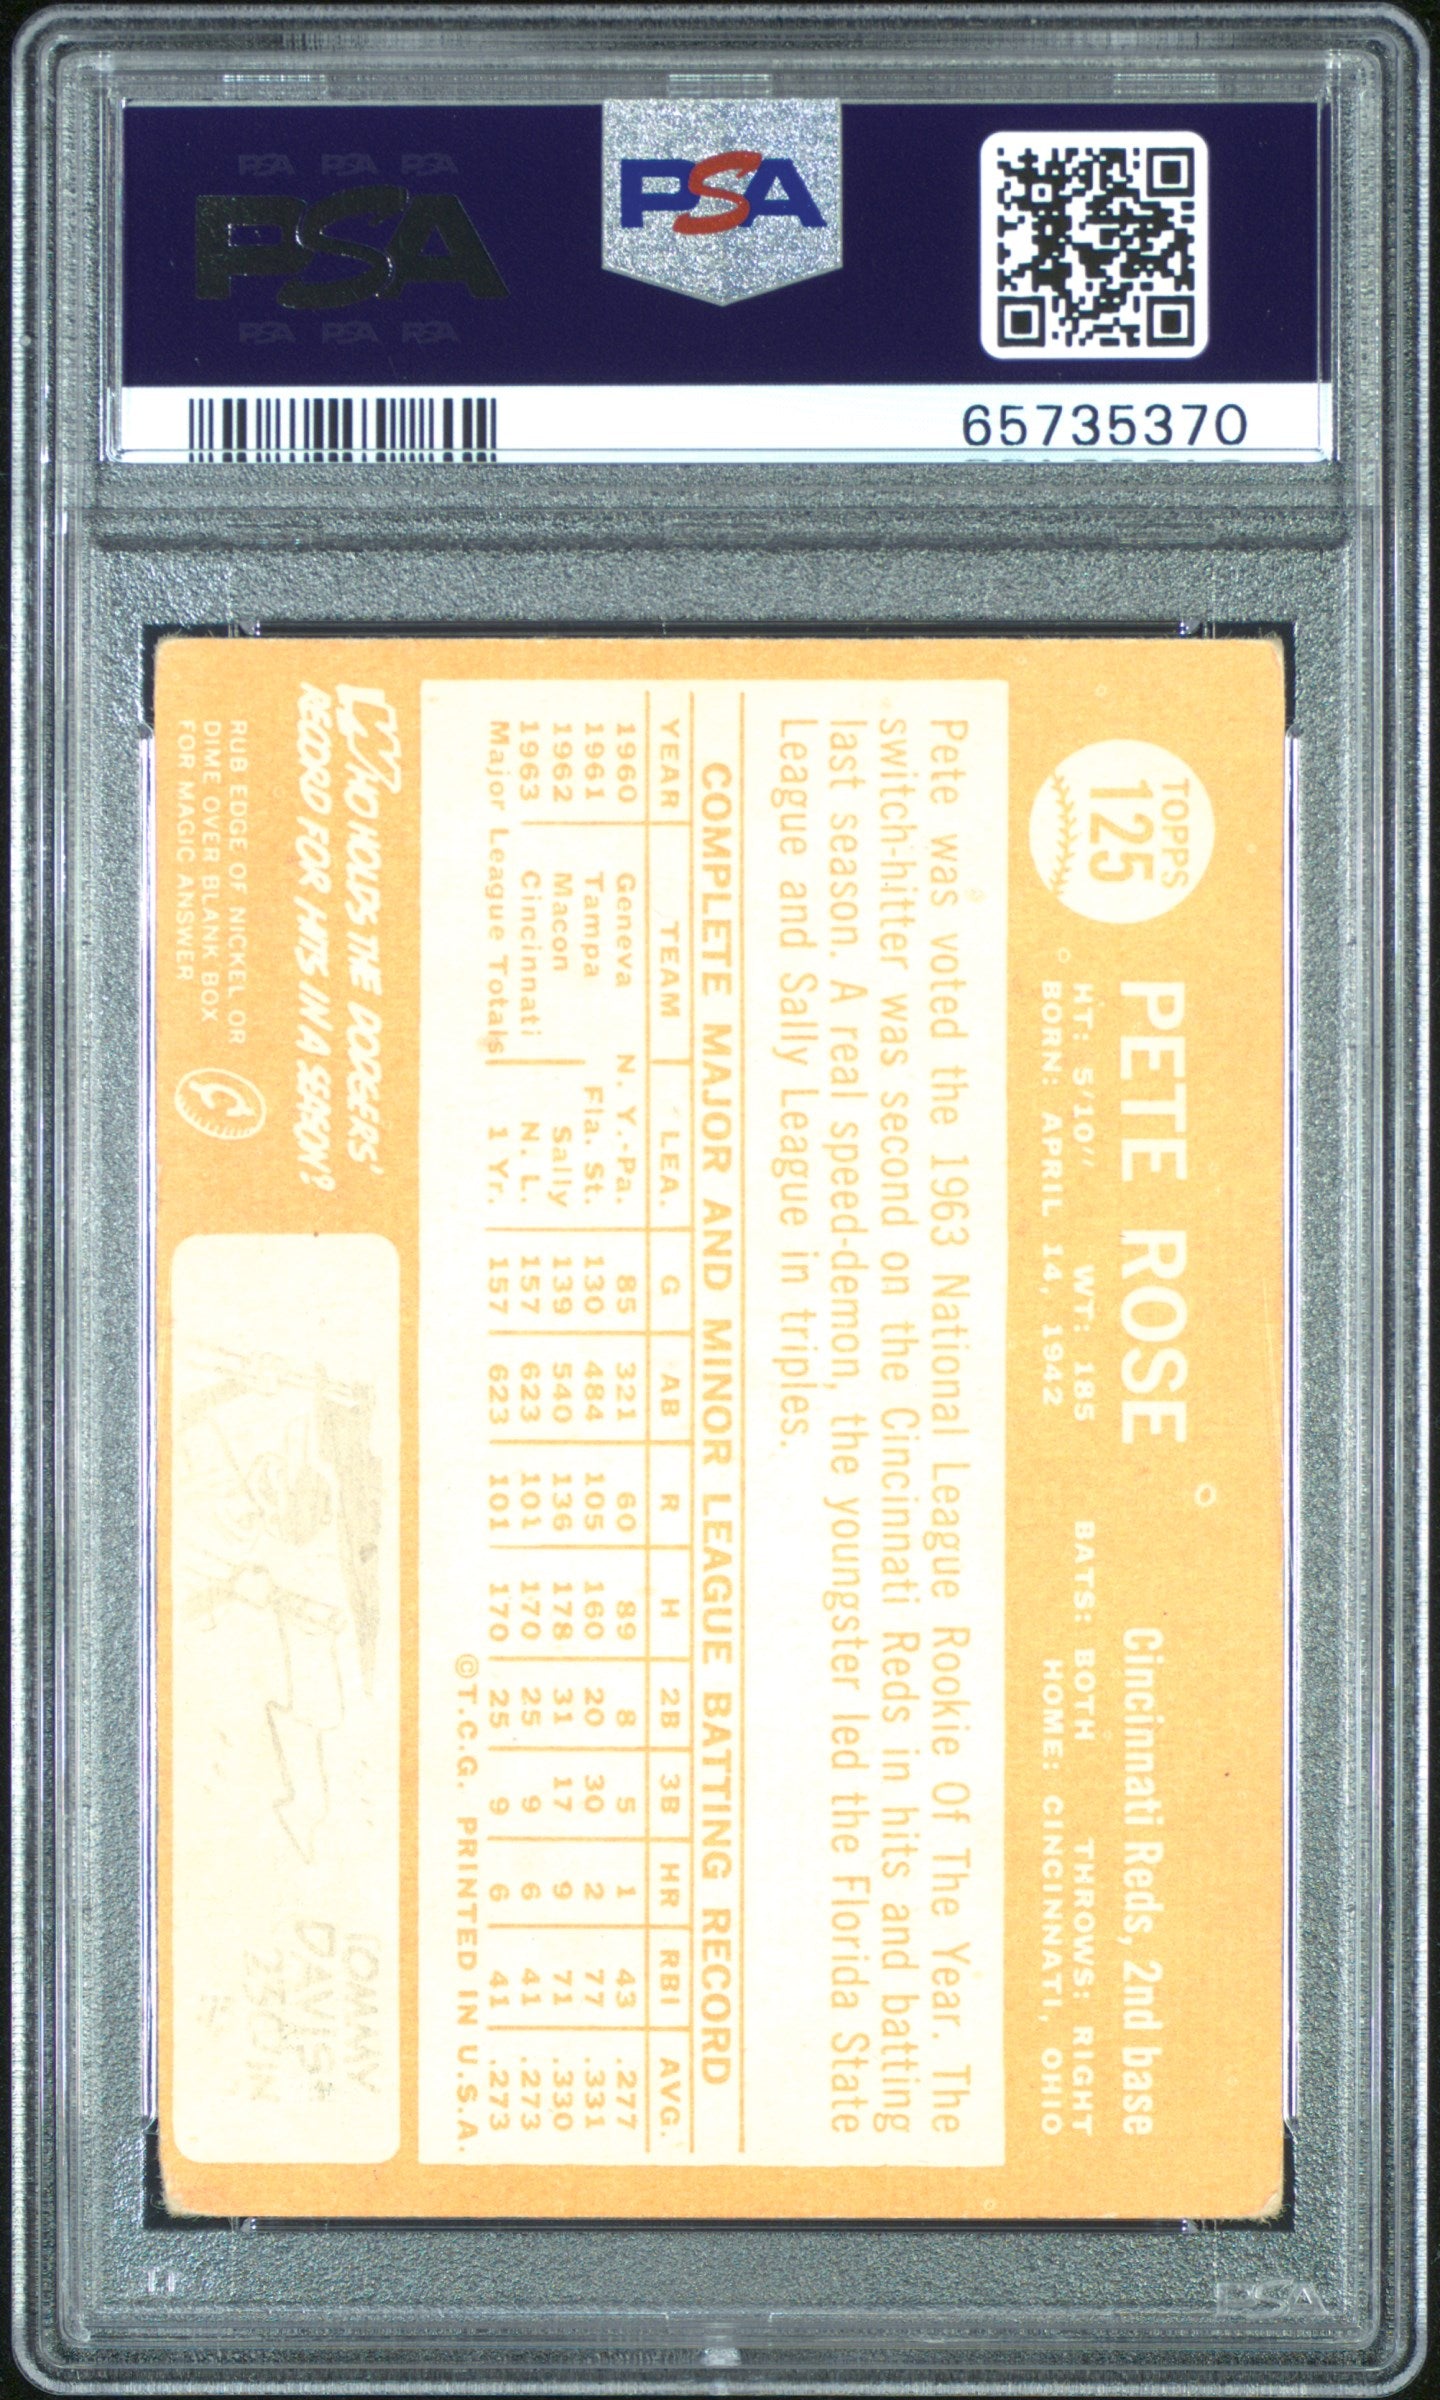 PSA PSA PSA
PSA
PSA PSA PSA
PSA
65735370
TOPPS
125
PETE ROSE
Cincinnati Reds, 2nd base
HT: 5'10" WT: 185 BATS: BOTH THROWS: RIGHT
BORN: APRIL 14, 1942 HOME: CINCINNATI, OHIO
Pete was voted the 1963 National League Rookie Of The Year. The
switch-hitter was second on the Cincinnati Reds in hits and batting
last season. A real speed-demon, the youngster led the Florida State
League and Sally League in triples.
COMPLETE MAJOR AND MINOR LEAGUE BATTING RECORD
YEAR TEAM LEA. G AB R H 2B 3B HR RBI AVG.
1960 Geneva N. Y.-Pa. 85 321 60 89 8 5 1 43 .277
1961 Tampa Fla. St. 130 484 105 160 20 30 2 77 .331
1962 Macon Sally 139 540 136 178 31 17 9 71 .330
1963 Cincinnati N. L. 157 623 101 170 25 9 6 41 .273
Major League Totals 1 Yr. 157 623 101 170 25 9 6 41 .273
©T.C.G. PRINTED IN U.S.A.
WHO HOLDS THE DODGERS'
RECORD FOR HITS IN A SEASON?
RUB EDGE OF NICKEL OR
DIME OVER BLANK BOX
FOR MAGIC ANSWER
TOMMY
DAVIS
PSA